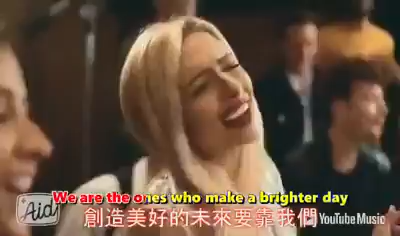 We are the ones who make a brighter day
創造美好的未來要靠我們
Aid
YouTube Music